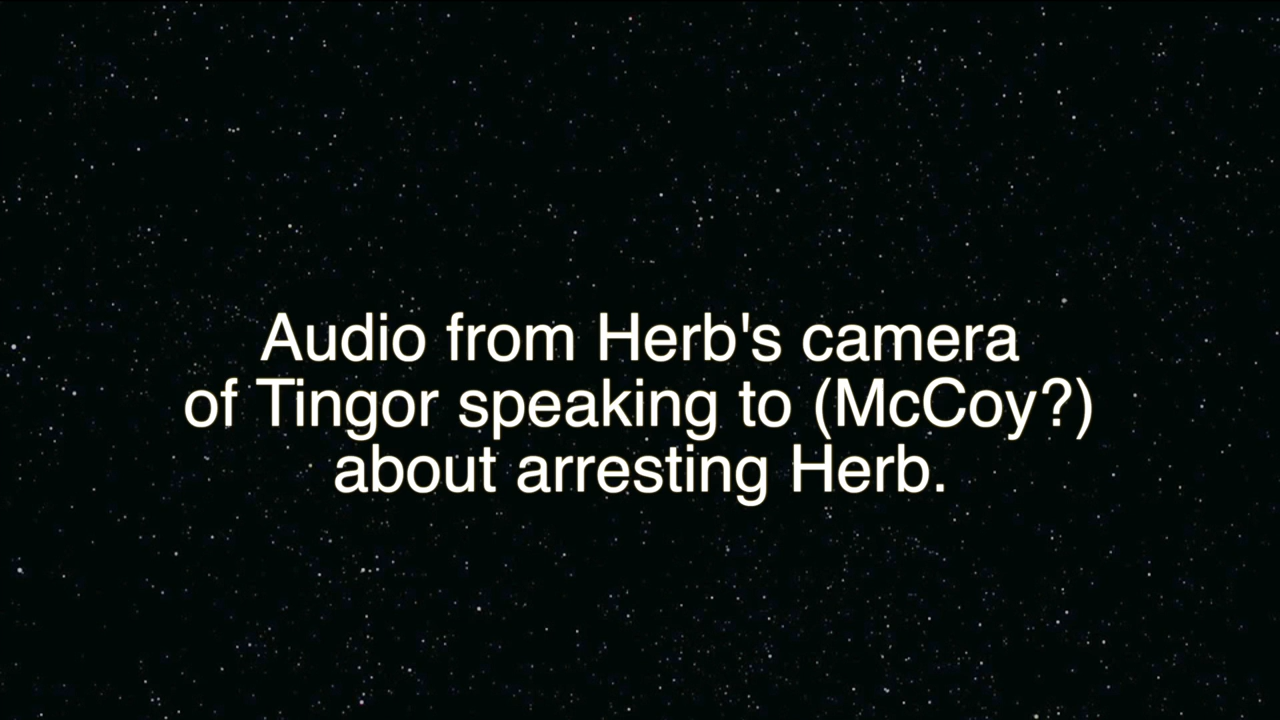 Audio from Herb's camera
of Tingor speaking to (McCoy?)
about arresting Herb.